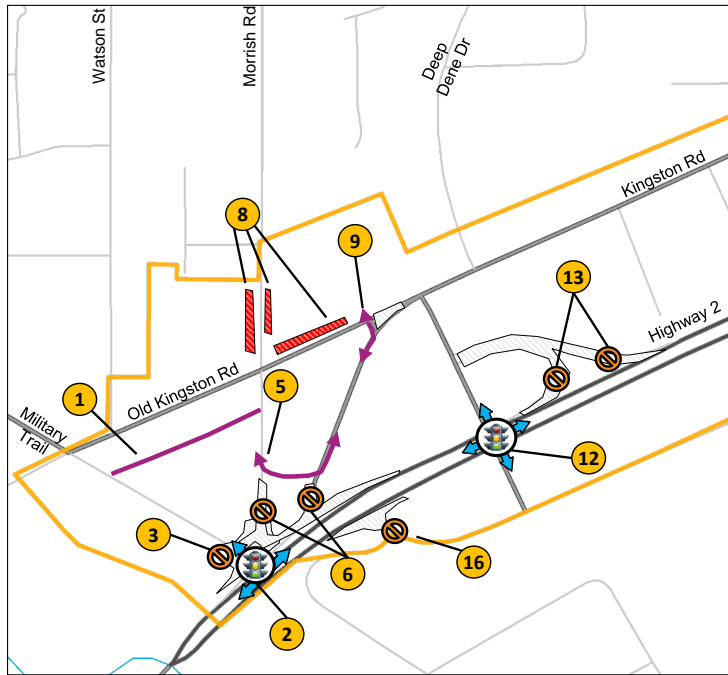 Watson St
Morrish Rd
Deep
Dene Dr
Kingston Rd
8
9
13
Highway 2
Old Kingston Rd
1
5
Military
Trail
12
3
6
16
2